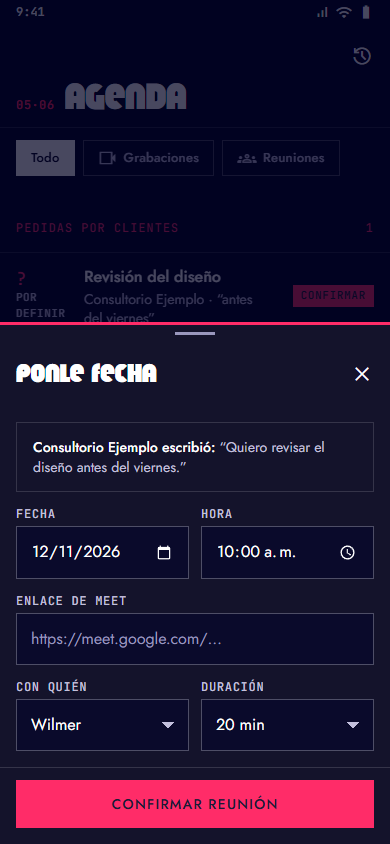 9:41
05·06 AGENDA
Todo Grabaciones Reuniones
PEDIDAS POR CLIENTES 1
? Revisión del diseño
POR DEFINIR Consultorio Ejemplo · “antes del viernes” CONFIRMAR
PONLE FECHA
Consultorio Ejemplo escribió: “Quiero revisar el
diseño antes del viernes.”
FECHA HORA
12/11/2026 10:00 a. m.
ENLACE DE MEET
https://meet.google.com/...
CON QUIÉN DURACIÓN
Wilmer 20 min
CONFIRMAR REUNIÓN